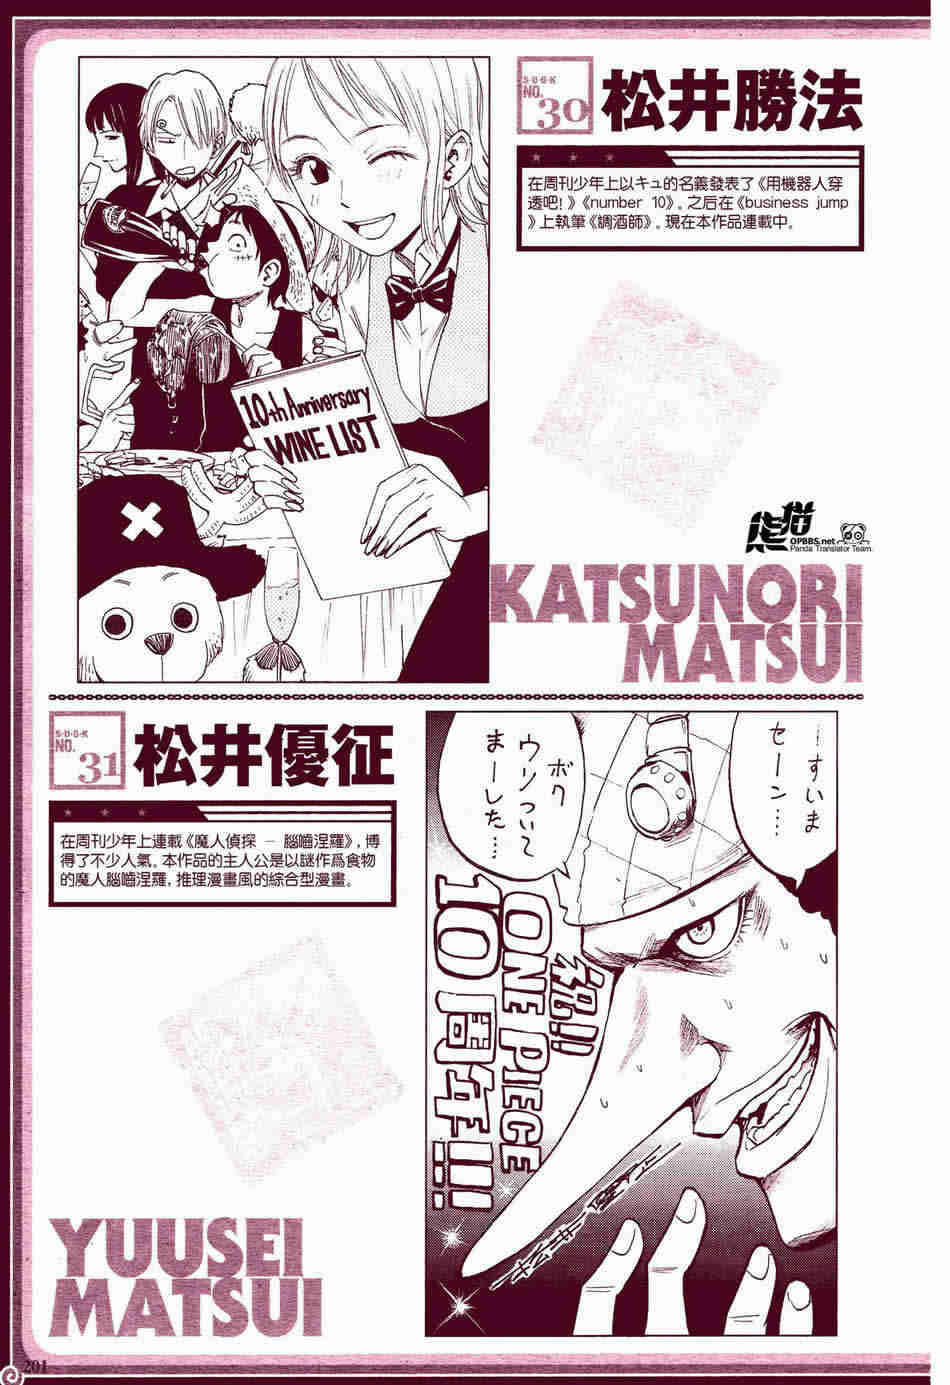 S·U·G·K
NO.
30
松井勝法
在周刊少年上以キュ的名義發表了《用機器人穿
透吧！》《number 10》。之后在《business jump
》上執筆《調酒師》。現在本作品連載中。
10th Anniversary
WINE LIST
熊猫
OPBBS.net
Panda Translator Team.
KATSUNORI
MATSUI
S·U·G·K
NO.
31
松井優征
在周刊少年上連載《魔人偵探 － 腦嚙涅羅》，博
得了不少人氣。本作品的主人公是以謎作爲食物
的魔人腦嚙涅羅，推理漫畫風的綜合型漫畫。
！すいま
セーン…
ボク
ウソついて
まーした…
祝!!
ONE PIECE
10周年!!!
YUUSEI
MATSUI
201